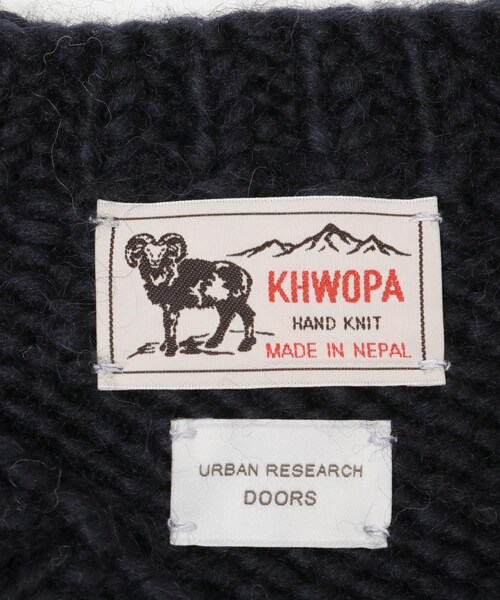 KHWOPA
HAND KNIT
MADE IN NEPAL
URBAN RESEARCH
DOORS